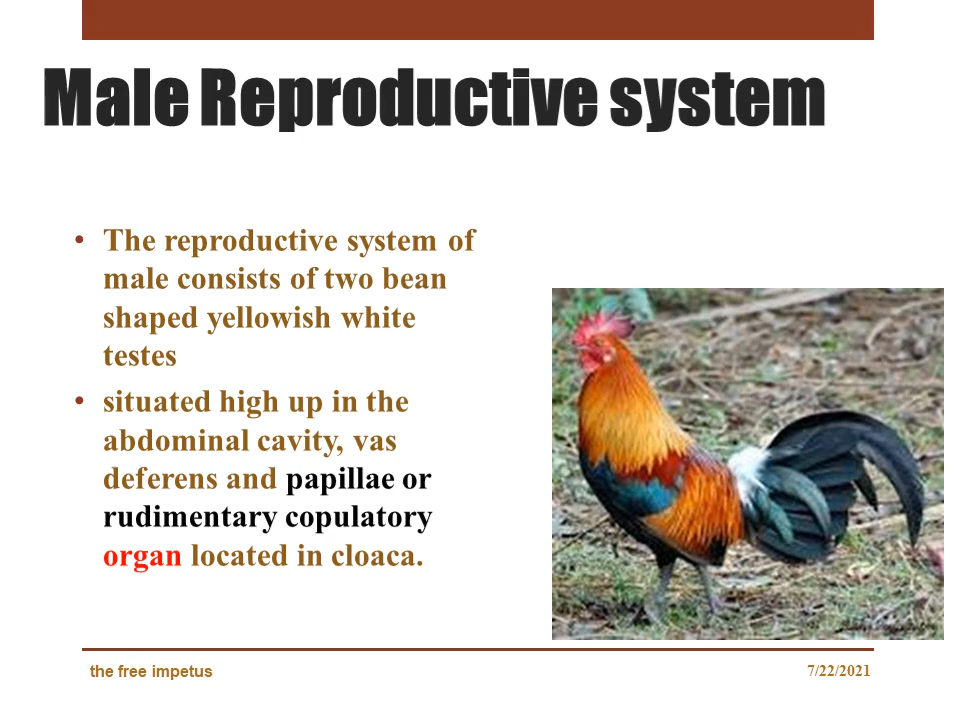 Male Reproductive system
• The reproductive system of
male consists of two bean
shaped yellowish white
testes
• situated high up in the
abdominal cavity, vas
deferens and papillae or
rudimentary copulatory
organ located in cloaca.
the free impetus
7/22/2021